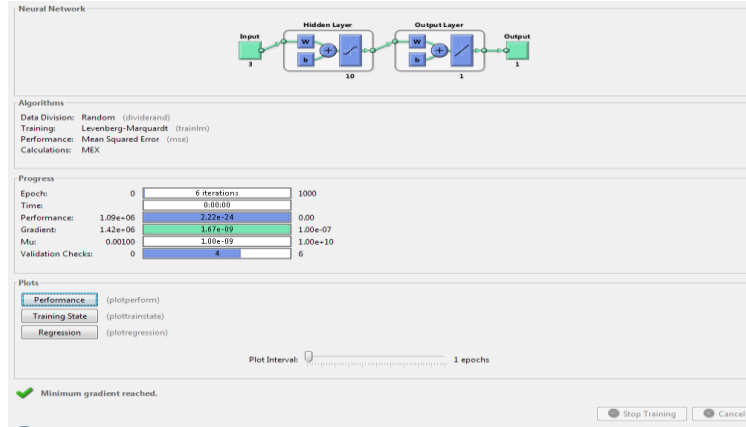 Neural Network
Hidden Layer
Output Layer
Input
Output
W
W
b
b
3
10
1
1
Algorithms
Data Division: Random (dividerand)
Training: Levenberg-Marquardt (trainlm)
Performance: Mean Squared Error (mse)
Calculations: MEX
Progress
Epoch: 0 6 iterations 1000
Time: 0:00:00
Performance: 1.09e+06 2.22e-24 0.00
Gradient: 1.42e+06 1.67e-09 1.00e-07
Mu: 0.00100 1.00e-09 1.00e+10
Validation Checks: 0 4 6
Plots
Performance (plotperform)
Training State (plottrainstate)
Regression (plotregression)
Plot Interval: 1 epochs
Minimum gradient reached.
Stop Training Cancel